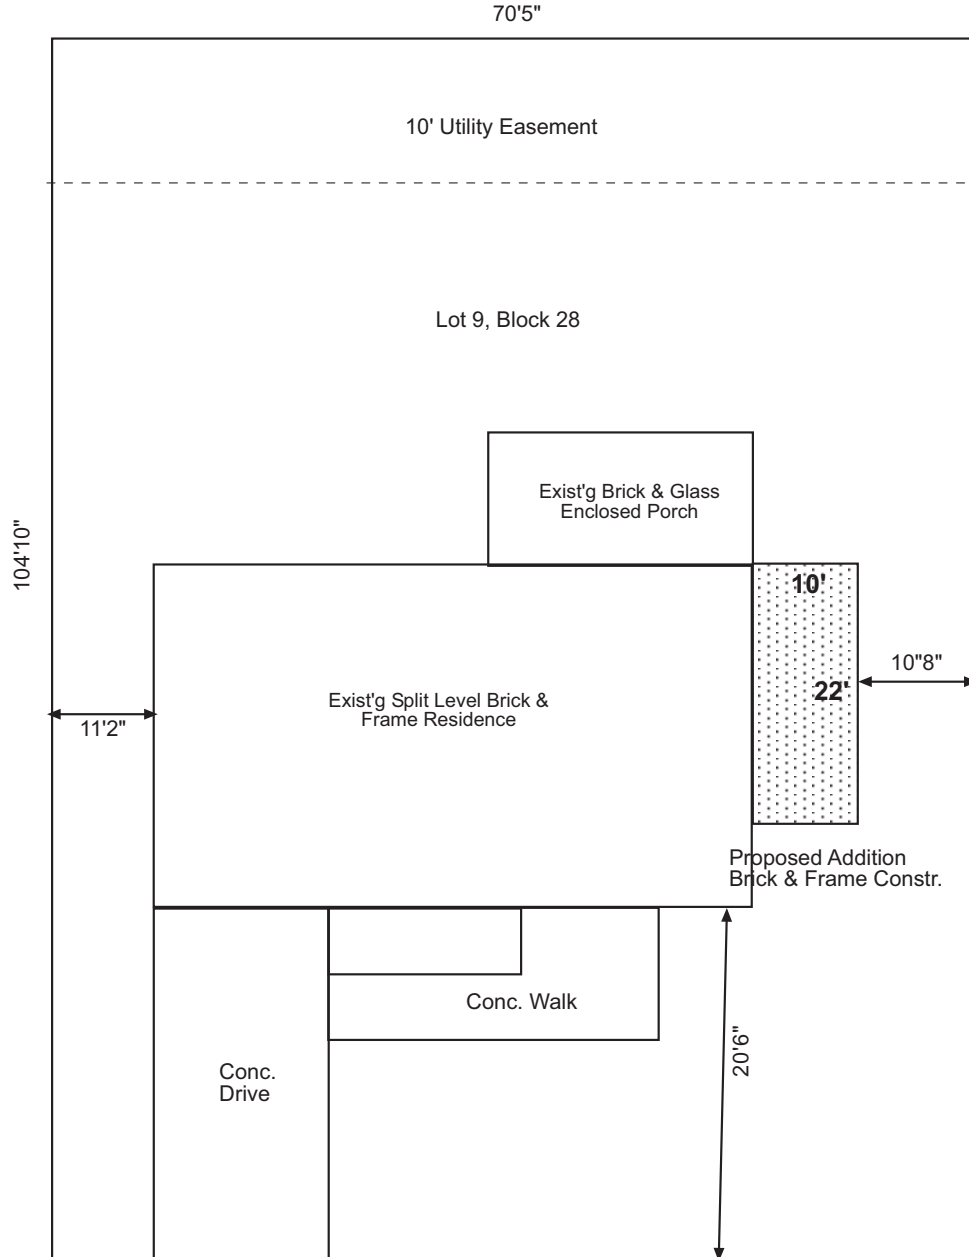 70'5"
10' Utility Easement
Lot 9, Block 28
Exist'g Brick & Glass
Enclosed Porch
104'10"
10'
10"8"
22'
Exist'g Split Level Brick &
Frame Residence
11'2"
Proposed Addition
Brick & Frame Constr.
Conc. Walk
20'6"
Conc.
Drive